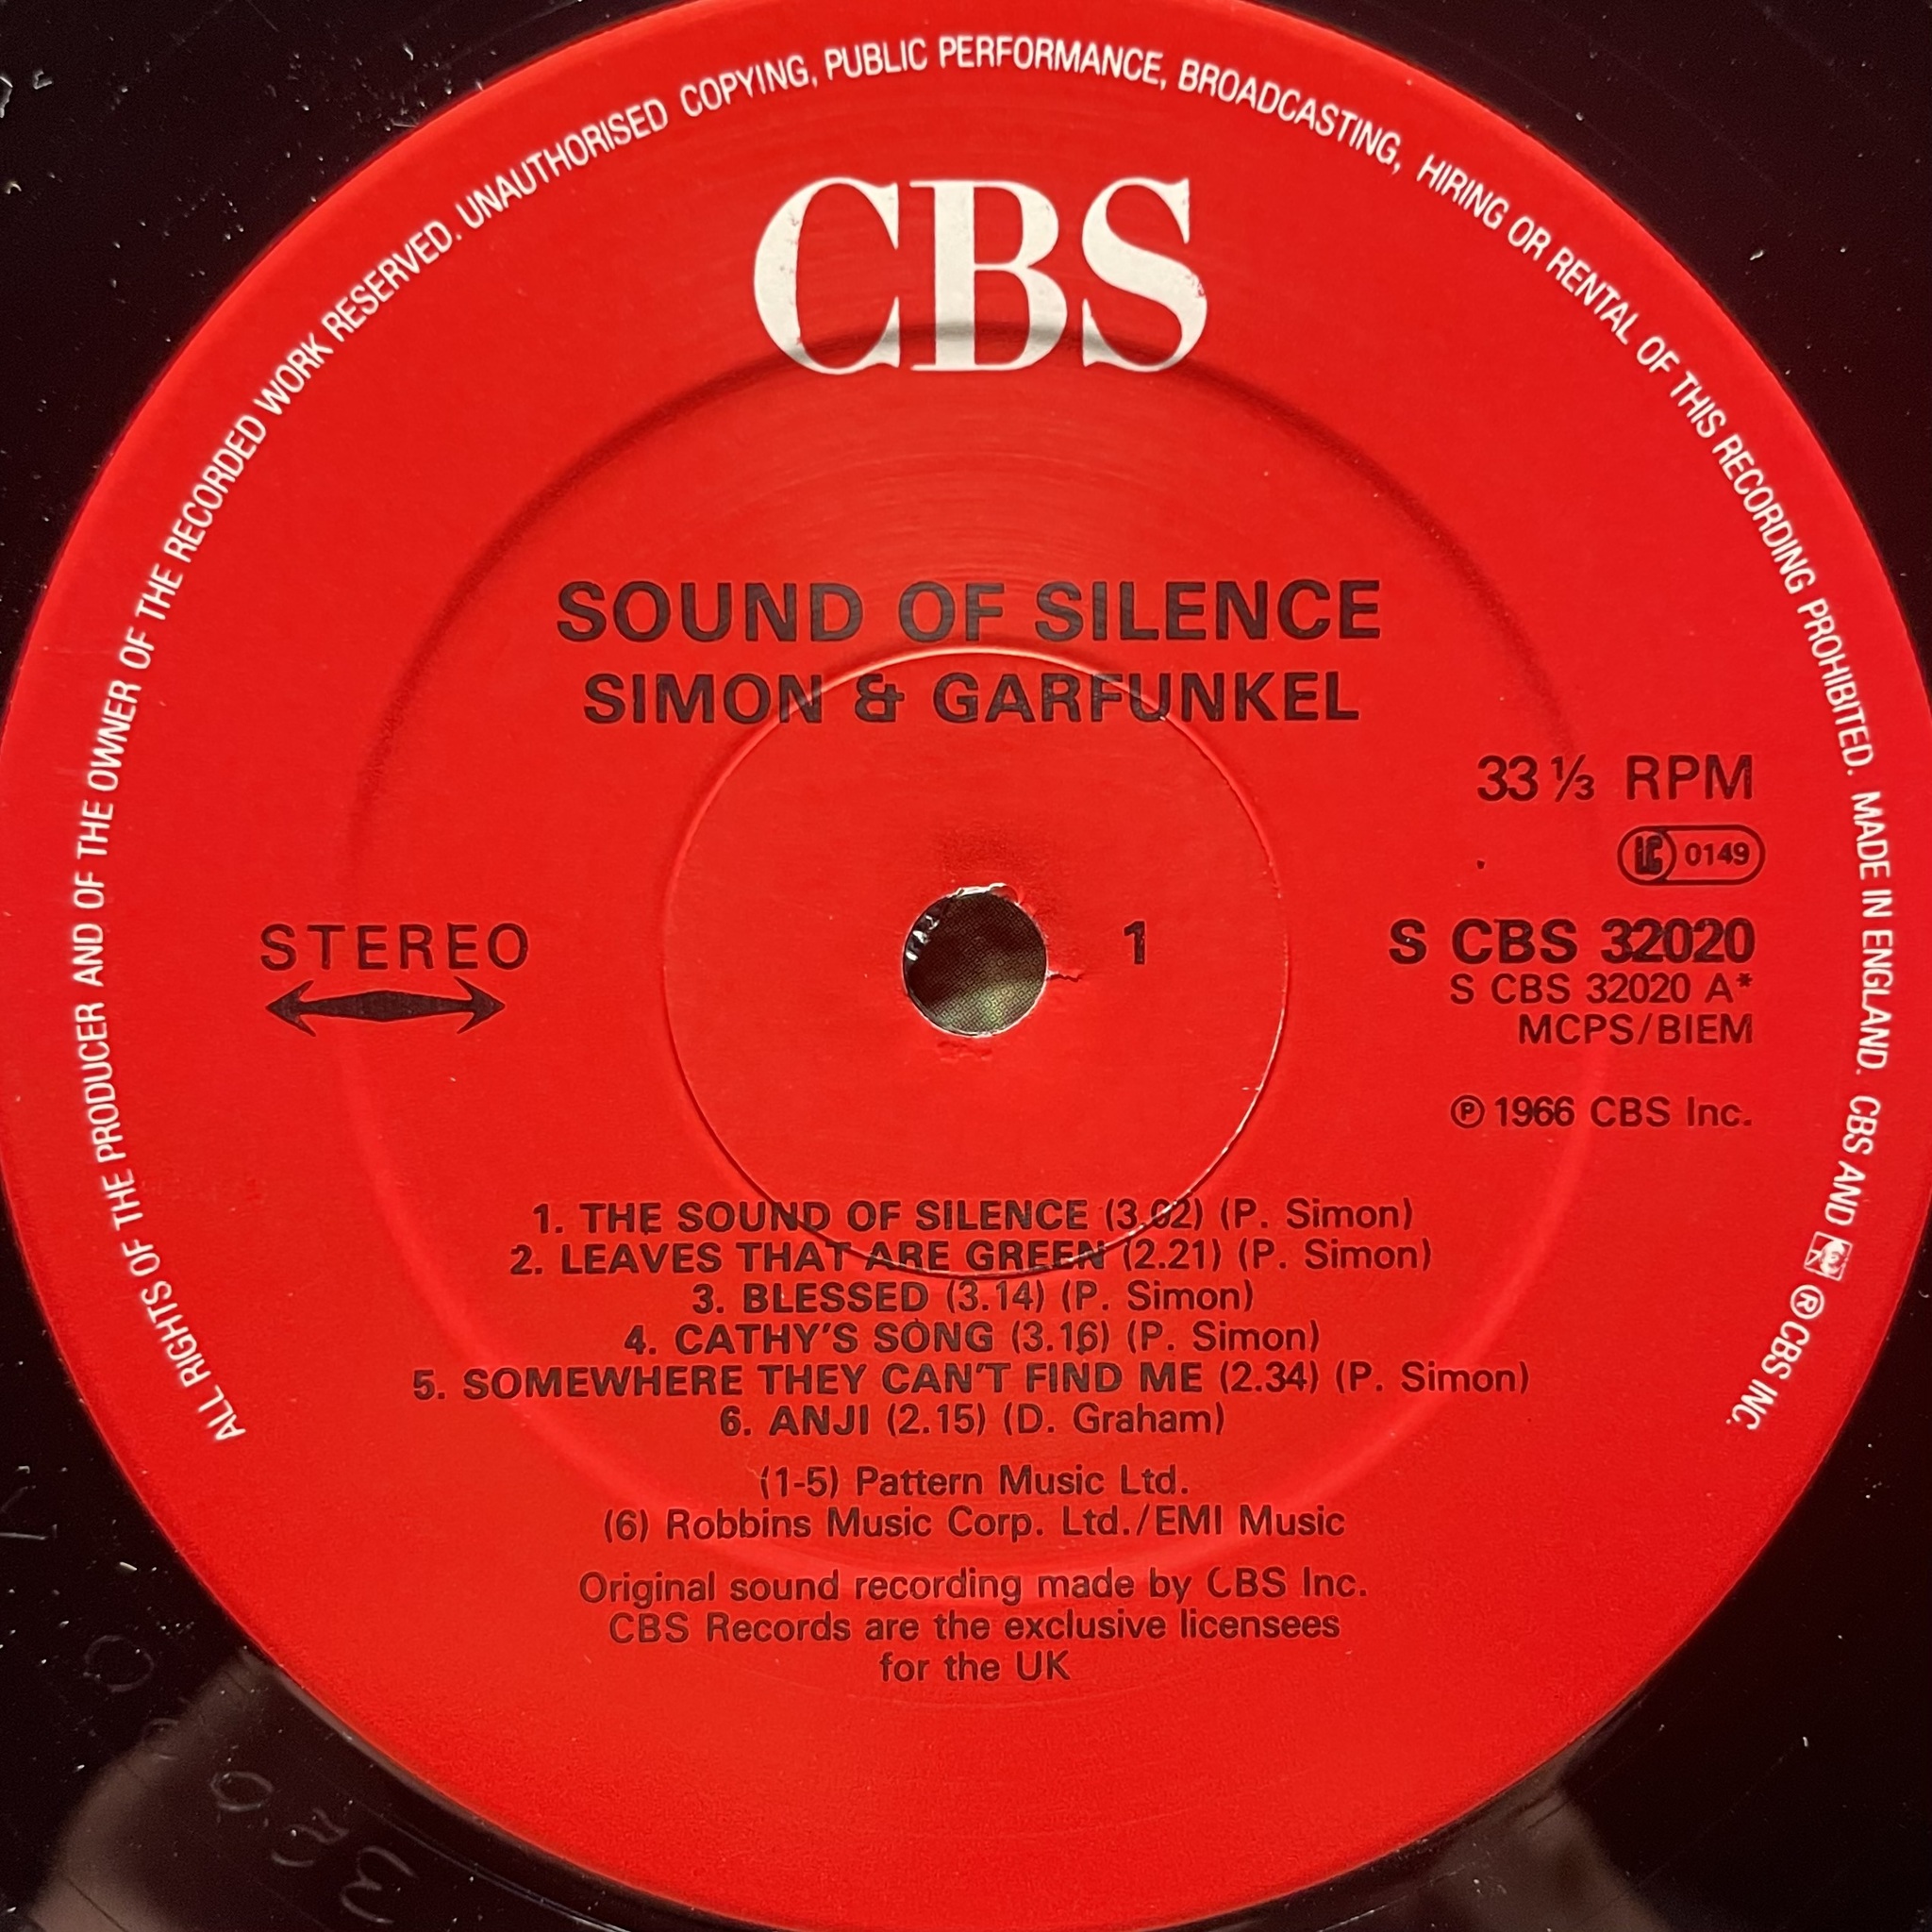 ALL RIGHTS OF THE PRODUCER AND OF THE OWNER OF THE RECORDED WORK RESERVED. UNAUTHORISED COPYING, PUBLIC PERFORMANCE, BROADCASTING, HIRING OR RENTAL OF THIS RECORDING PROHIBITED. MADE IN ENGLAND. CBS AND ® CBS INC.
CBS
SOUND OF SILENCE
SIMON & GARFUNKEL
33 ⅓ RPM
LC 0149
STEREO
1
S CBS 32020
S CBS 32020 A*
MCPS/BIEM
℗ 1966 CBS Inc.
1. THE SOUND OF SILENCE (3.02) (P. Simon)
2. LEAVES THAT ARE GREEN (2.21) (P. Simon)
3. BLESSED (3.14) (P. Simon)
4. CATHY'S SONG (3.16) (P. Simon)
5. SOMEWHERE THEY CAN'T FIND ME (2.34) (P. Simon)
6. ANJI (2.15) (D. Graham)
(1-5) Pattern Music Ltd.
(6) Robbins Music Corp. Ltd./EMI Music
Original sound recording made by CBS Inc.
CBS Records are the exclusive licensees
for the UK